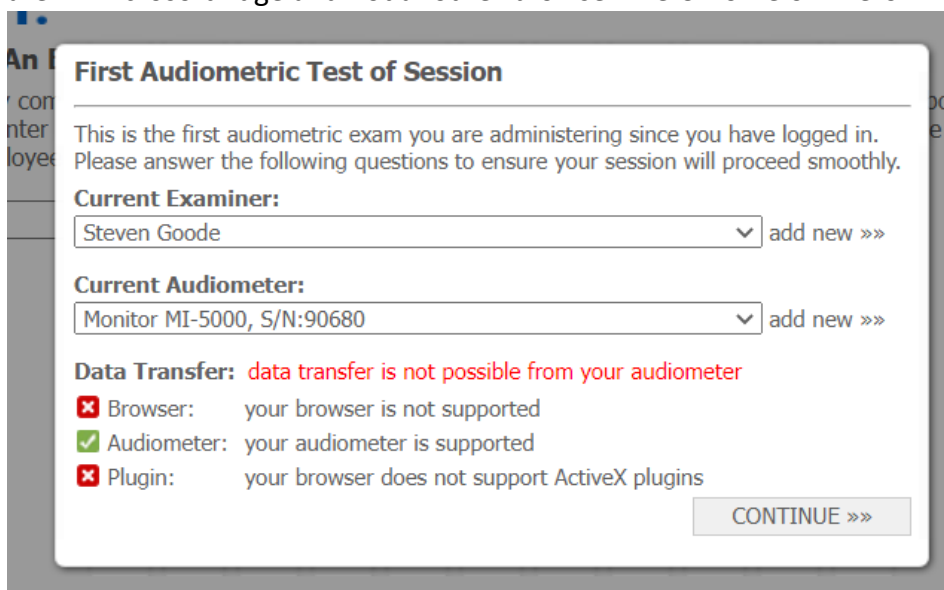 An
First Audiometric Test of Session
This is the first audiometric exam you are administering since you have logged in.
Please answer the following questions to ensure your session will proceed smoothly.
Current Examiner:
Steven Goode add new »»
Current Audiometer:
Monitor MI-5000, S/N:90680 add new »»
Data Transfer: data transfer is not possible from your audiometer
Browser: your browser is not supported
Audiometer: your audiometer is supported
Plugin: your browser does not support ActiveX plugins
CONTINUE »»